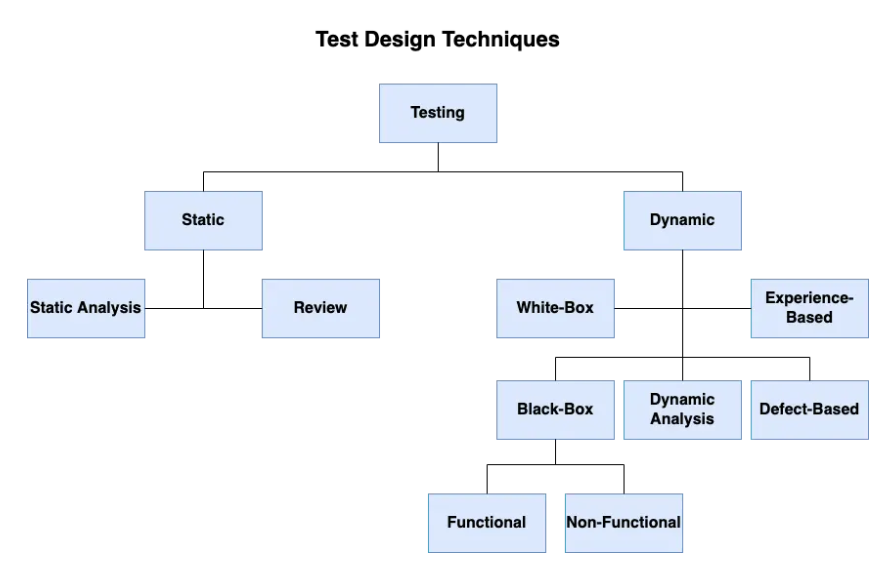 Test Design Techniques
Testing
Static
Dynamic
Static Analysis
Review
White-Box
Experience-
Based
Black-Box
Dynamic
Analysis
Defect-Based
Functional
Non-Functional